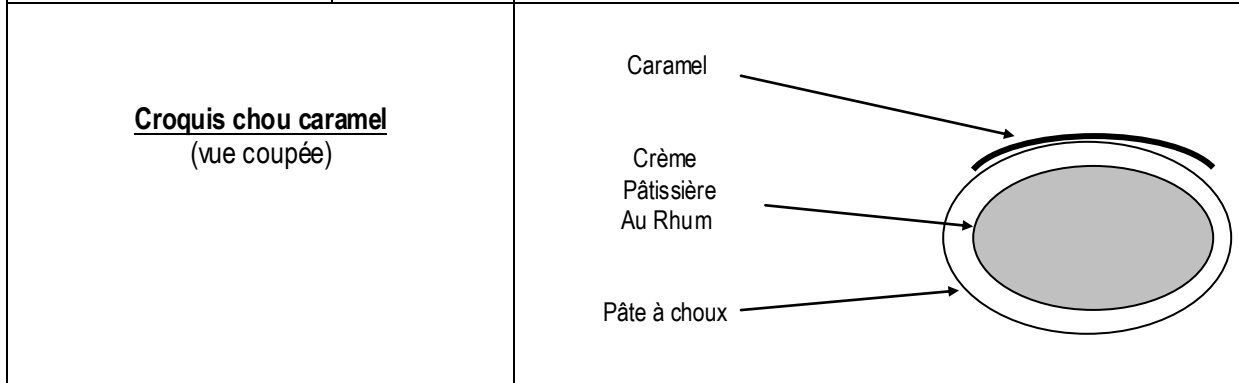 Croquis chou caramel
(vue coupée)
Caramel
Crème
Pâtissière
Au Rhum
Pâte à choux